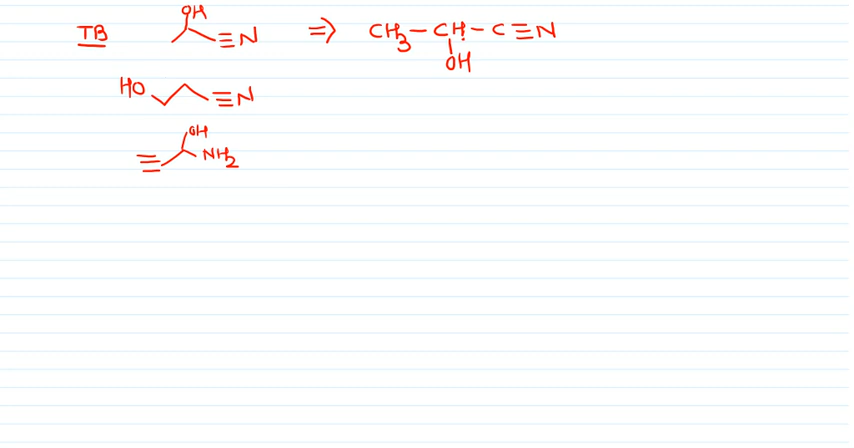 TB OH ≡N ⇒ CH3-CH-C≡N
OH
HO ≡N
OH
≡ NH2